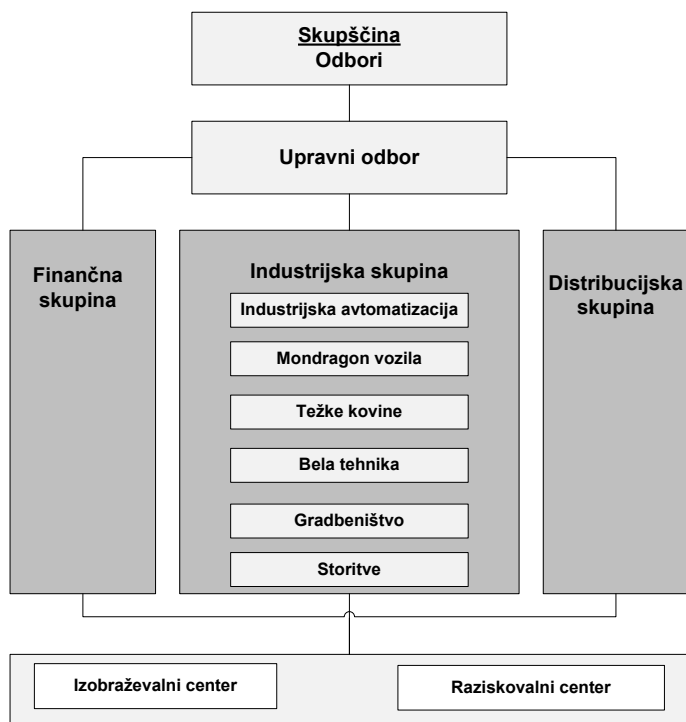 Skupščina
Odbori
Upravni odbor
Finančna
skupina
Industrijska skupina
Industrijska avtomatizacija
Mondragon vozila
Težke kovine
Bela tehnika
Gradbeništvo
Storitve
Distribucijska
skupina
Izobraževalni center
Raziskovalni center